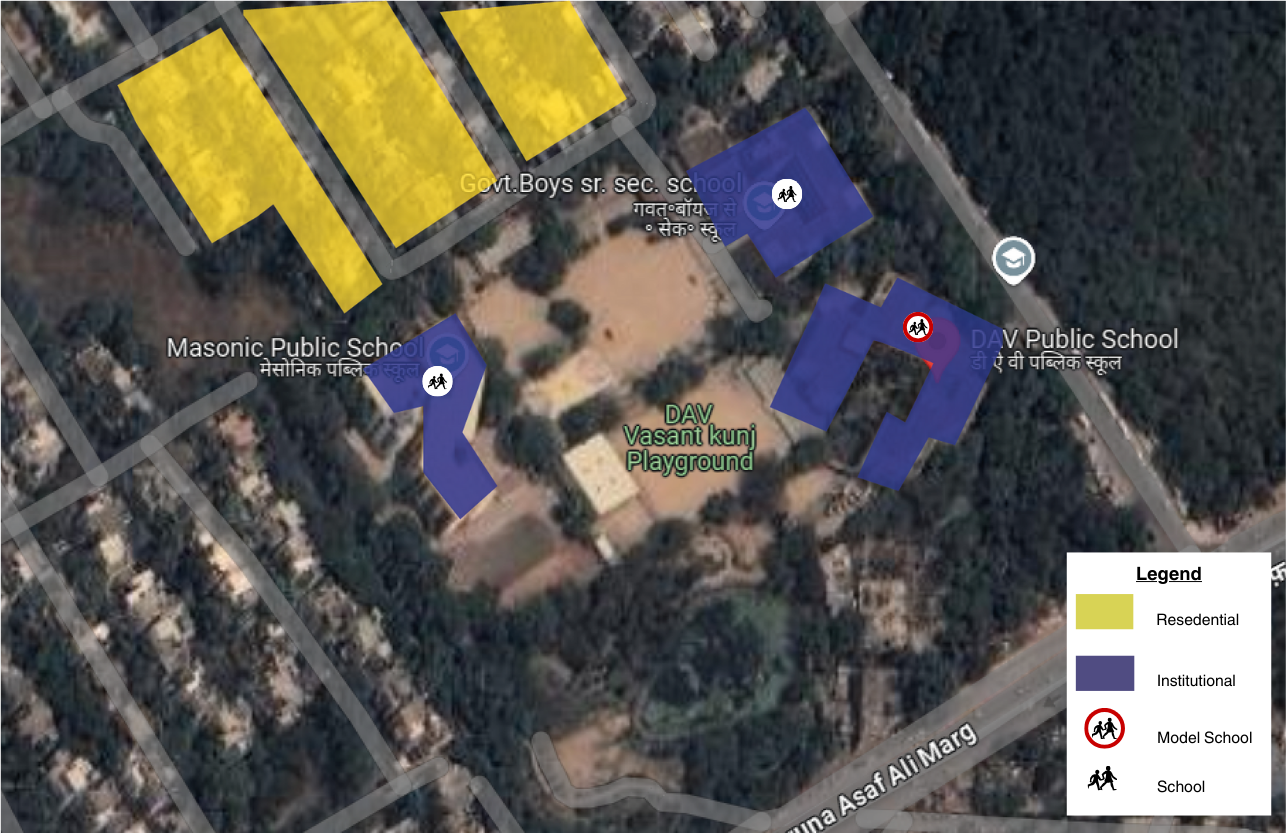 Govt.Boys sr. sec. school
गवत॰बॉयज से
॰ सेक॰ स्कूल
Masonic Public School
मेसोनिक पब्लिक स्कूल
DAV Public School
डी ऐ वी पब्लिक स्कूल
DAV
Vasant kunj
Playground
una Asaf Ali Marg
Legend
Resedential
Institutional
Model School
School